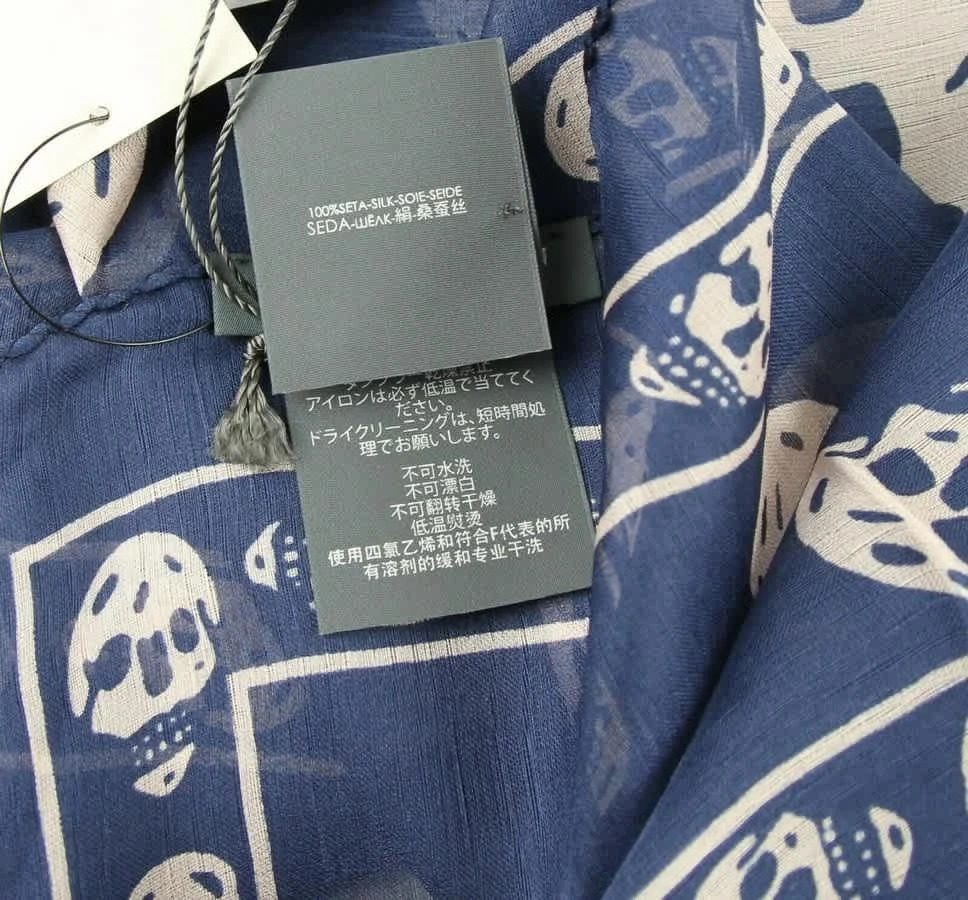 100%SETA-SILK-SOIE-SEIDE
SEDA-ШЁΛK-絹-桑蚕丝
アイロンは必ず低温で当ててく
ださい。
ドライクリーニングは、短時間処
理でお願いします。
不可水洗
不可漂白
不可翻转干燥
低温熨烫
使用四氯乙烯和符合F代表的所
有溶剂的缓和专业干洗